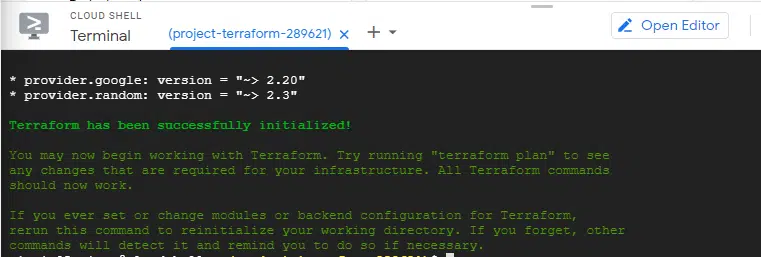 CLOUD SHELL
Terminal
(project-terraform-289621)
Open Editor
* provider.google: version = "~> 2.20"
* provider.random: version = "~> 2.3"
Terraform has been successfully initialized!
You may now begin working with Terraform. Try running "terraform plan" to see
any changes that are required for your infrastructure. All Terraform commands
should now work.
If you ever set or change modules or backend configuration for Terraform,
rerun this command to reinitialize your working directory. If you forget, other
commands will detect it and remind you to do so if necessary.